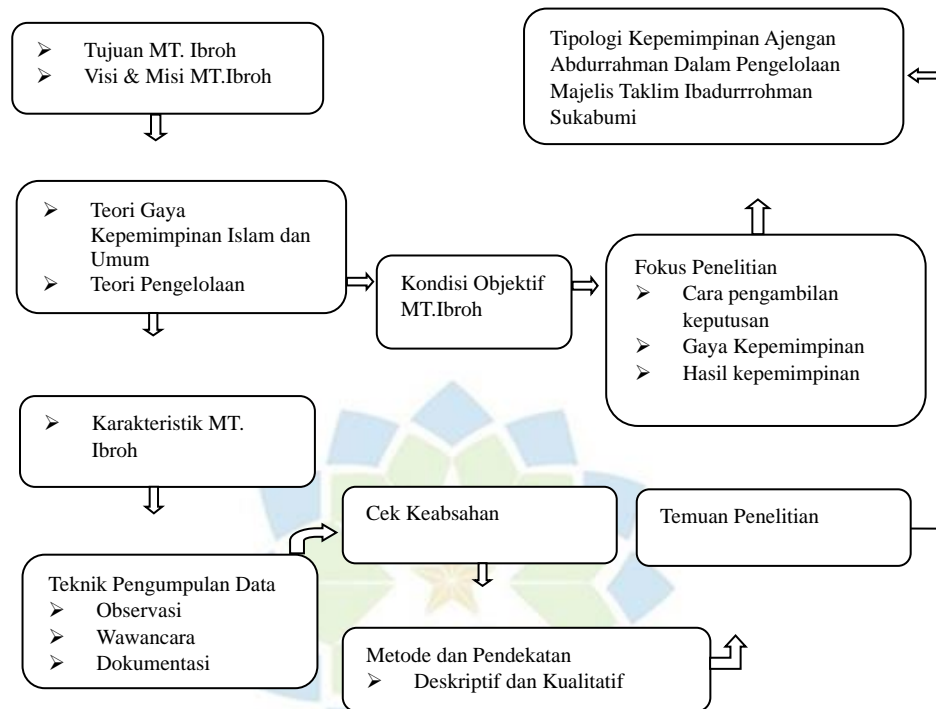 ➢ Tujuan MT. Ibroh
➢ Visi & Misi MT.Ibroh
Tipologi Kepemimpinan Ajengan
Abdurrahman Dalam Pengelolaan
Majelis Taklim Ibadurrrohman
Sukabumi
➢ Teori Gaya
Kepemimpinan Islam dan
Umum
➢ Teori Pengelolaan
Kondisi Objektif
MT.Ibroh
Fokus Penelitian
➢ Cara pengambilan
keputusan
➢ Gaya Kepemimpinan
➢ Hasil kepemimpinan
➢ Karakteristik MT.
Ibroh
Cek Keabsahan
Temuan Penelitian
Teknik Pengumpulan Data
➢ Observasi
➢ Wawancara
➢ Dokumentasi
Metode dan Pendekatan
➢ Deskriptif dan Kualitatif